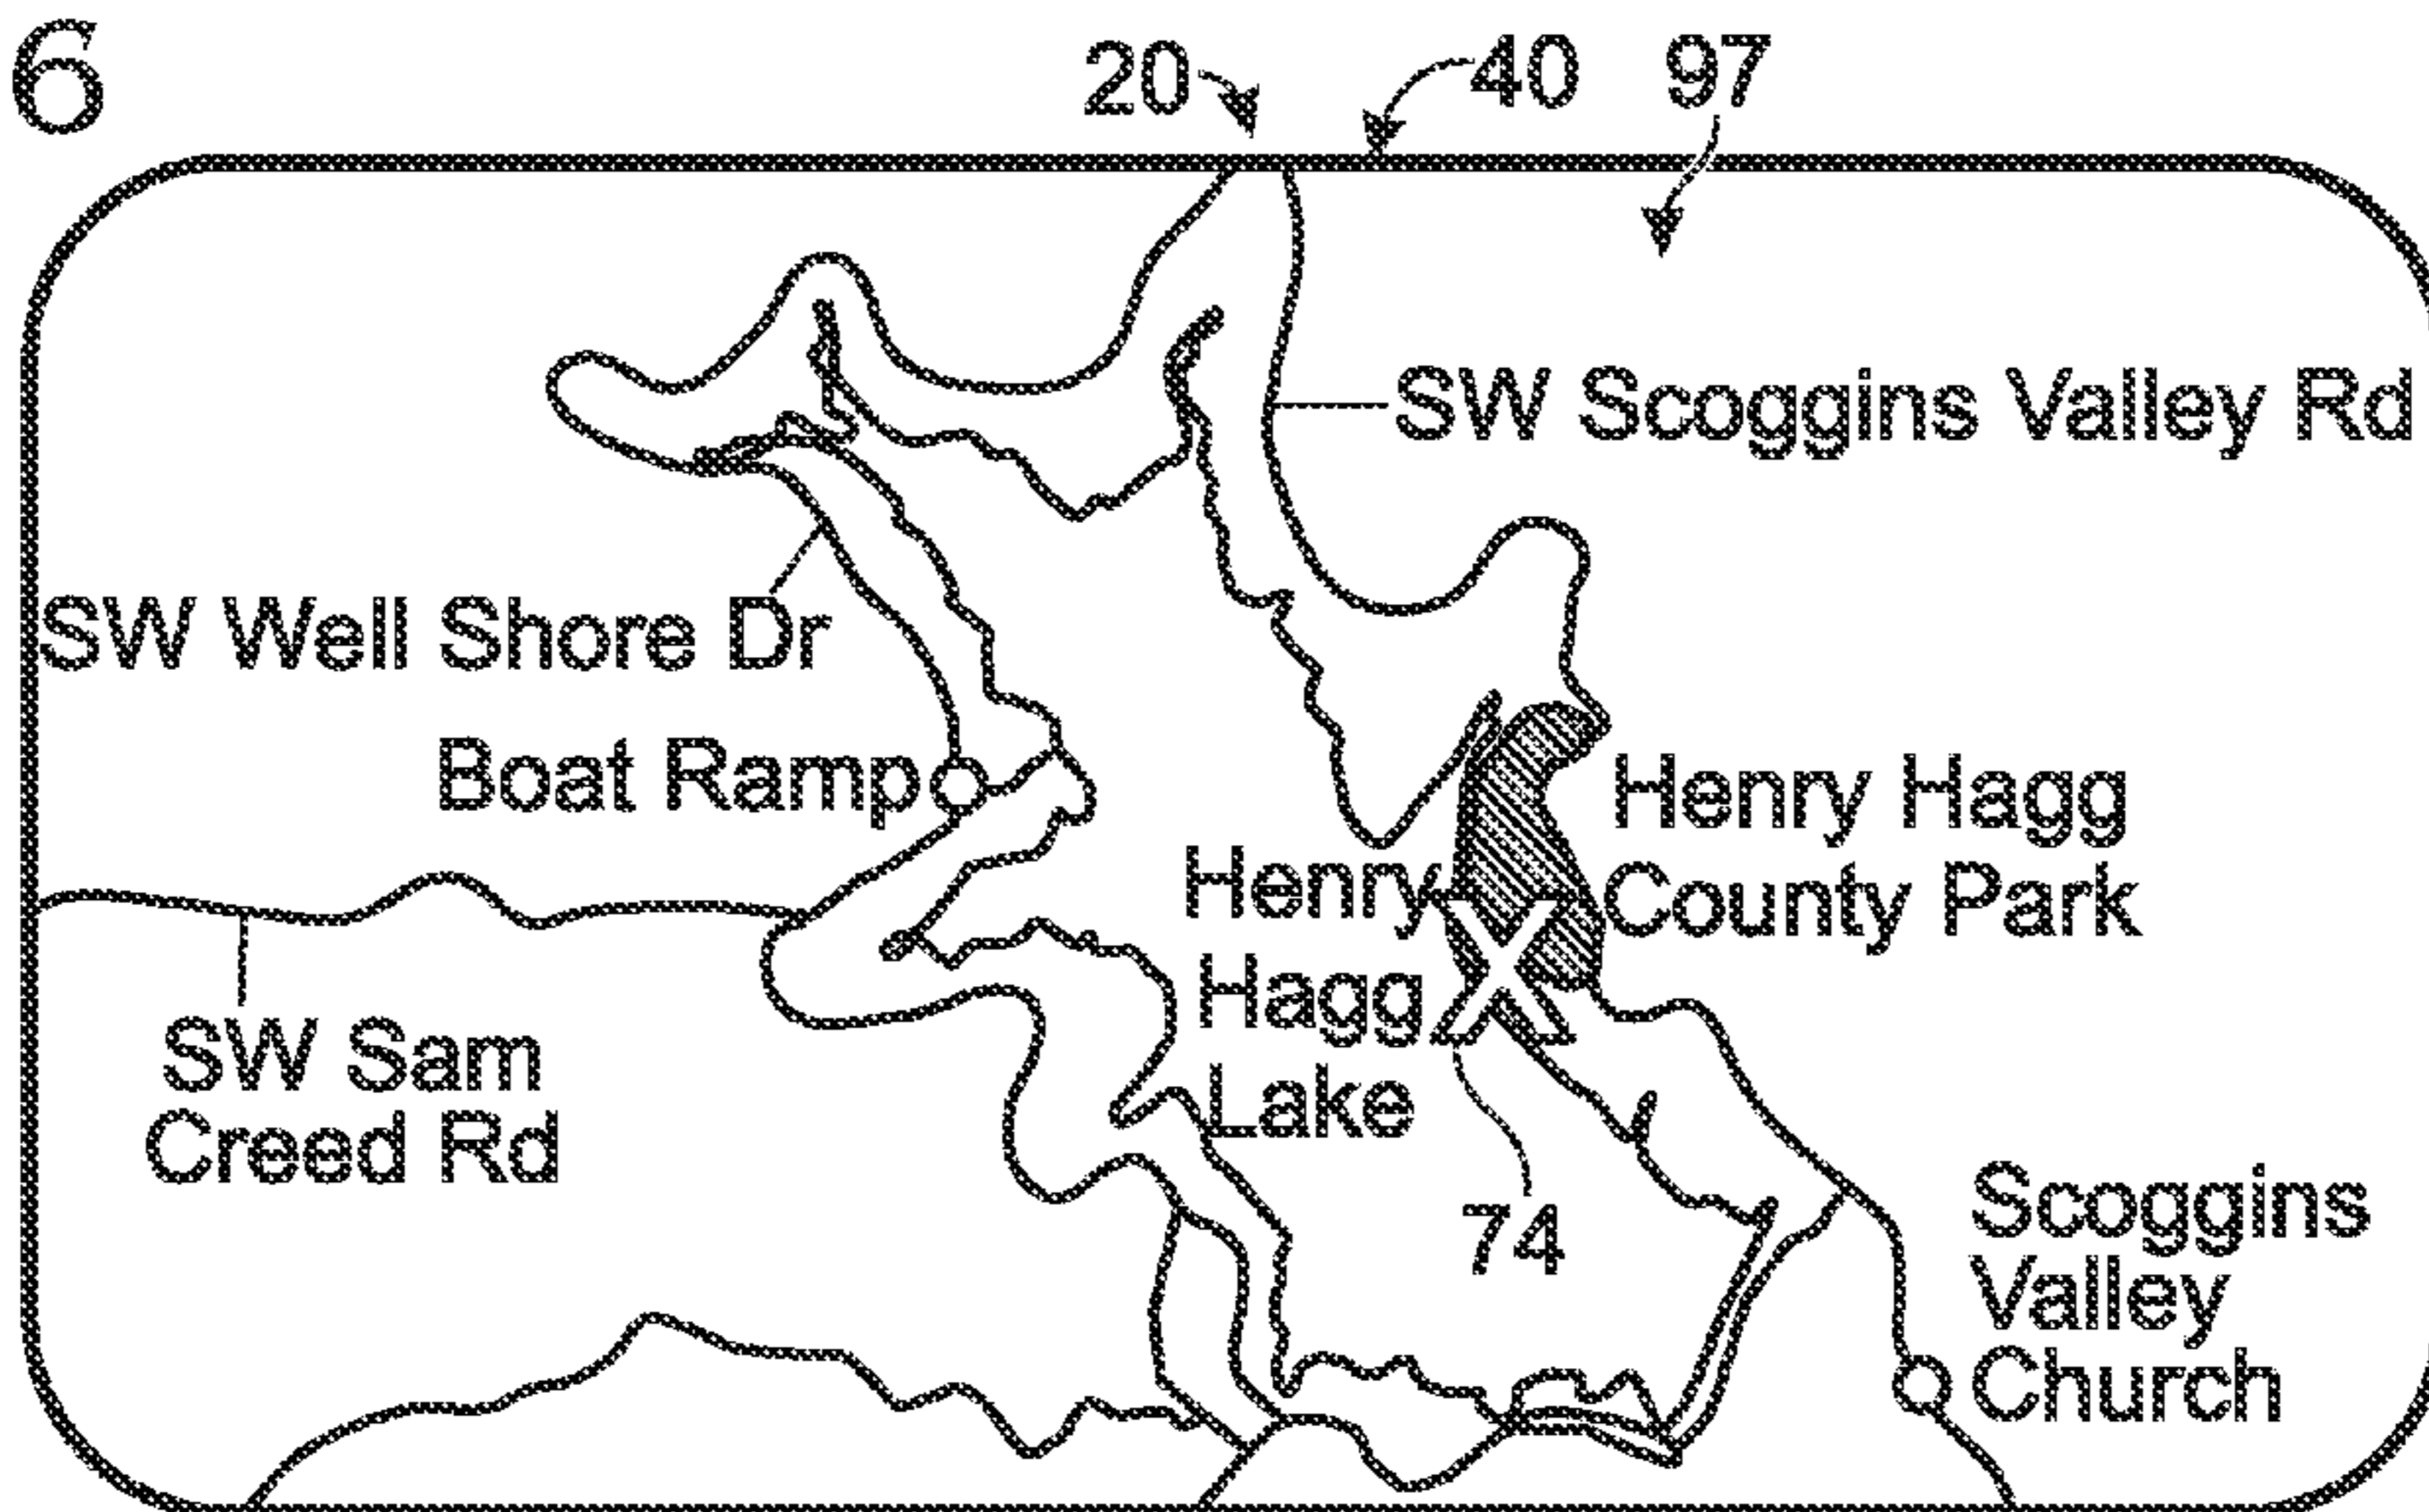 6
20 40 97
SW Scoggins Valley Rd
SW Well Shore Dr
Boat Ramp
Henry Hagg
County Park
Henry
Hagg
Lake
SW Sam
Creed Rd
74
Scoggins
Valley
Church